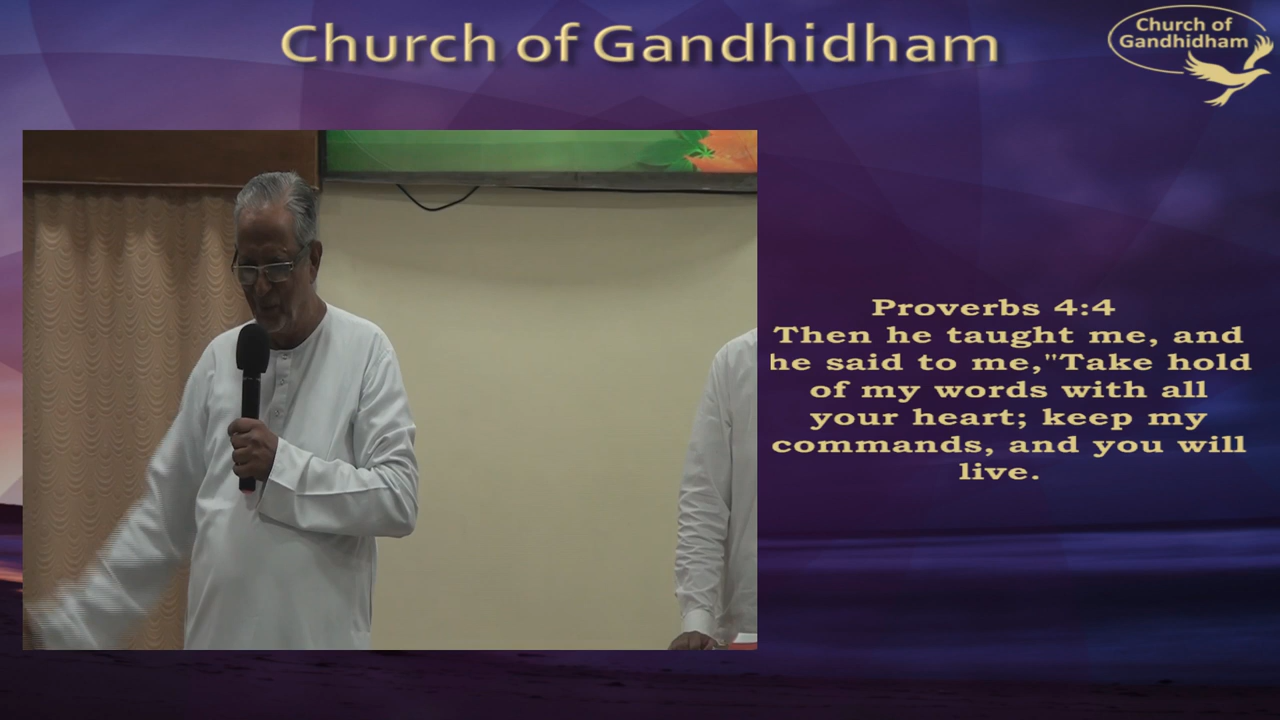 Church of Gandhidham
Church of
Gandhidham
Proverbs 4:4
Then he taught me, and
he said to me,"Take hold
of my words with all
your heart; keep my
commands, and you will
live.